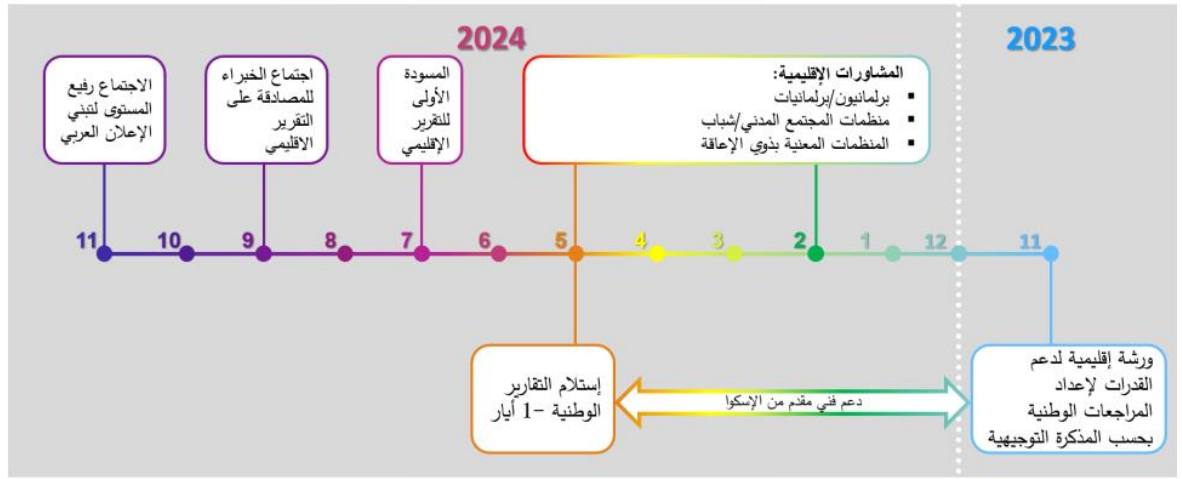 2023
2024
المشاورات الإقليمية:
▪ برلمانيون/برلمانيات
▪ منظمات المجتمع المدني/شباب
▪ المنظمات المعنية بذوي الإعاقة
المسودة
الأولى
للتقرير
الإقليمي
اجتماع الخبراء
للمصادقة على
التقرير
الاقليمي
الاجتماع رفيع
المستوى لتبني
الإعلان العربي
11
12
1
2
3
4
5
6
7
8
9
10
11
ورشة إقليمية لدعم
القدرات لإعداد
المراجعات الوطنية
بحسب المذكرة التوجيهية
دعم فني مقدم من الإسكوا
إستلام التقارير
الوطنية –1 أيار